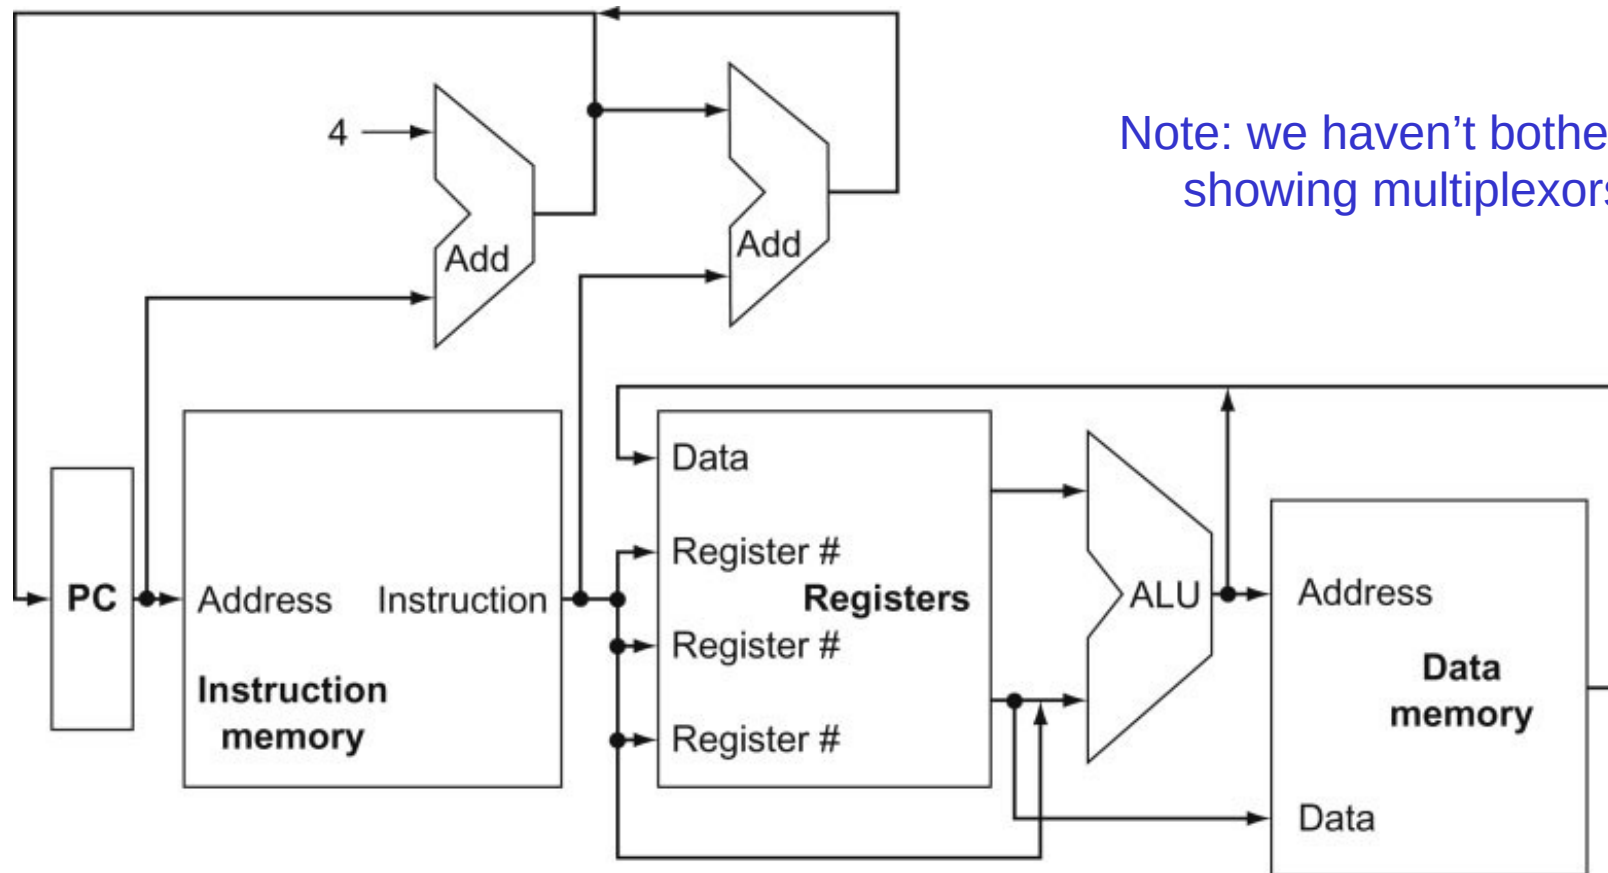 Note: we haven’t bothe
showing multiplexors
4
Add
Add
PC
Address
Instruction
Instruction
memory
Data
Register #
Registers
Register #
Register #
ALU
Address
Data
memory
Data